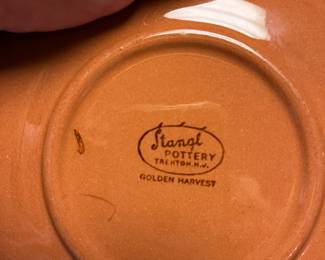 Stangl
POTTERY
TRENTON, N.J.
GOLDEN HARVEST